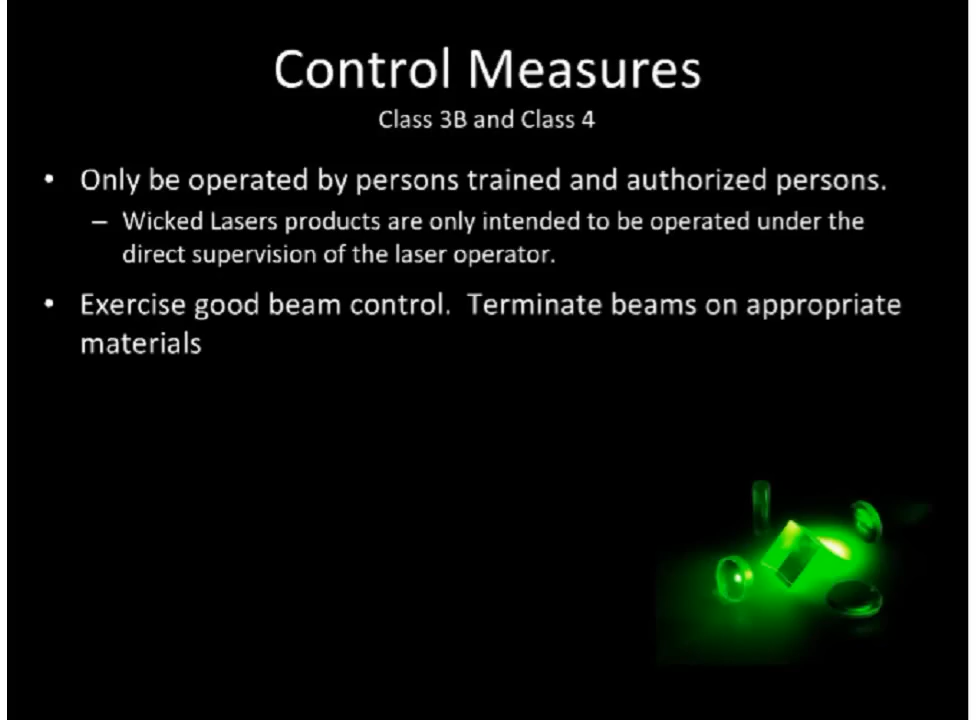 Control Measures
Class 3B and Class 4
• Only be operated by persons trained and authorized persons.
– Wicked Lasers products are only intended to be operated under the
direct supervision of the laser operator.
• Exercise good beam control.  Terminate beams on appropriate
materials